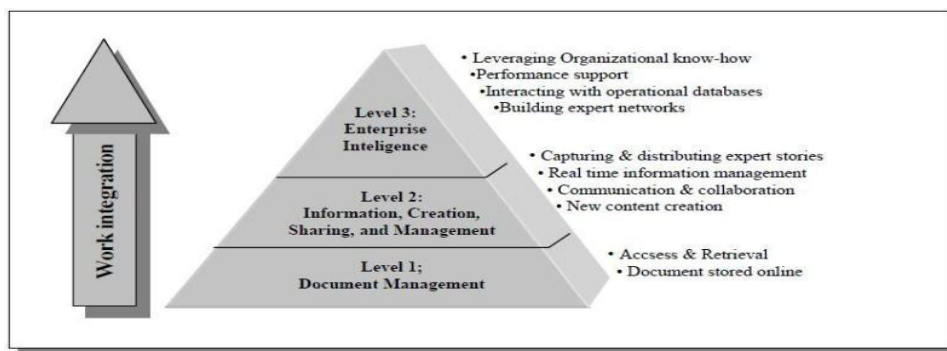 • Leveraging Organizational know-how
•Performance support
•Interacting with operational databases
•Building expert networks
Level 3:
Enterprise
Inteligence
• Capturing & distributing expert stories
• Real time information management
• Communication & collaboration
• New content creation
Level 2:
Information, Creation,
Sharing, and Management
• Accsess & Retrieval
• Document stored online
Level 1;
Document Management
Work integration